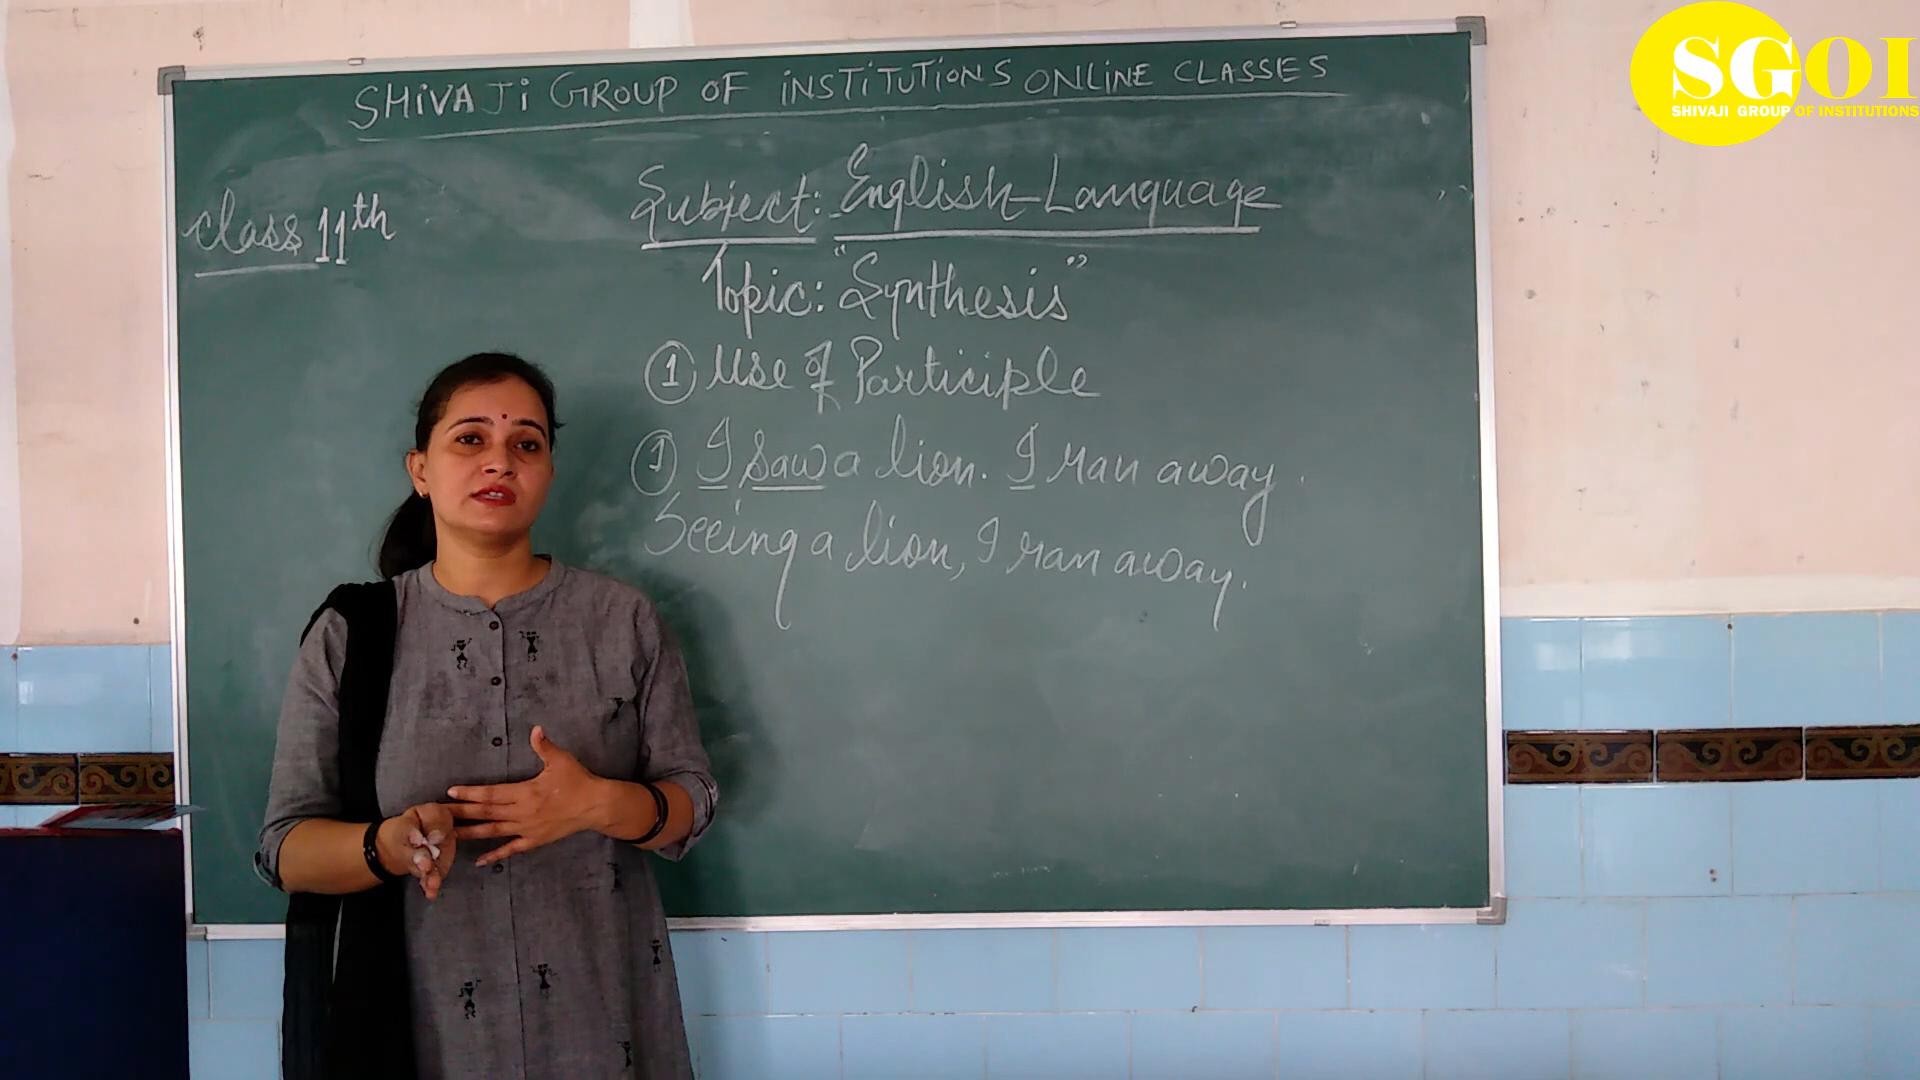 SHIVAJI GROUP OF INSTITUTIONS ONLINE CLASSES
SGOI
SHIVAJI GROUP OF INSTITUTIONS
Class 11th
Subject: English-Language
Topic: "Synthesis"
① Use of Participle
① I saw a lion. I ran away.
Seeing a lion, I ran away.